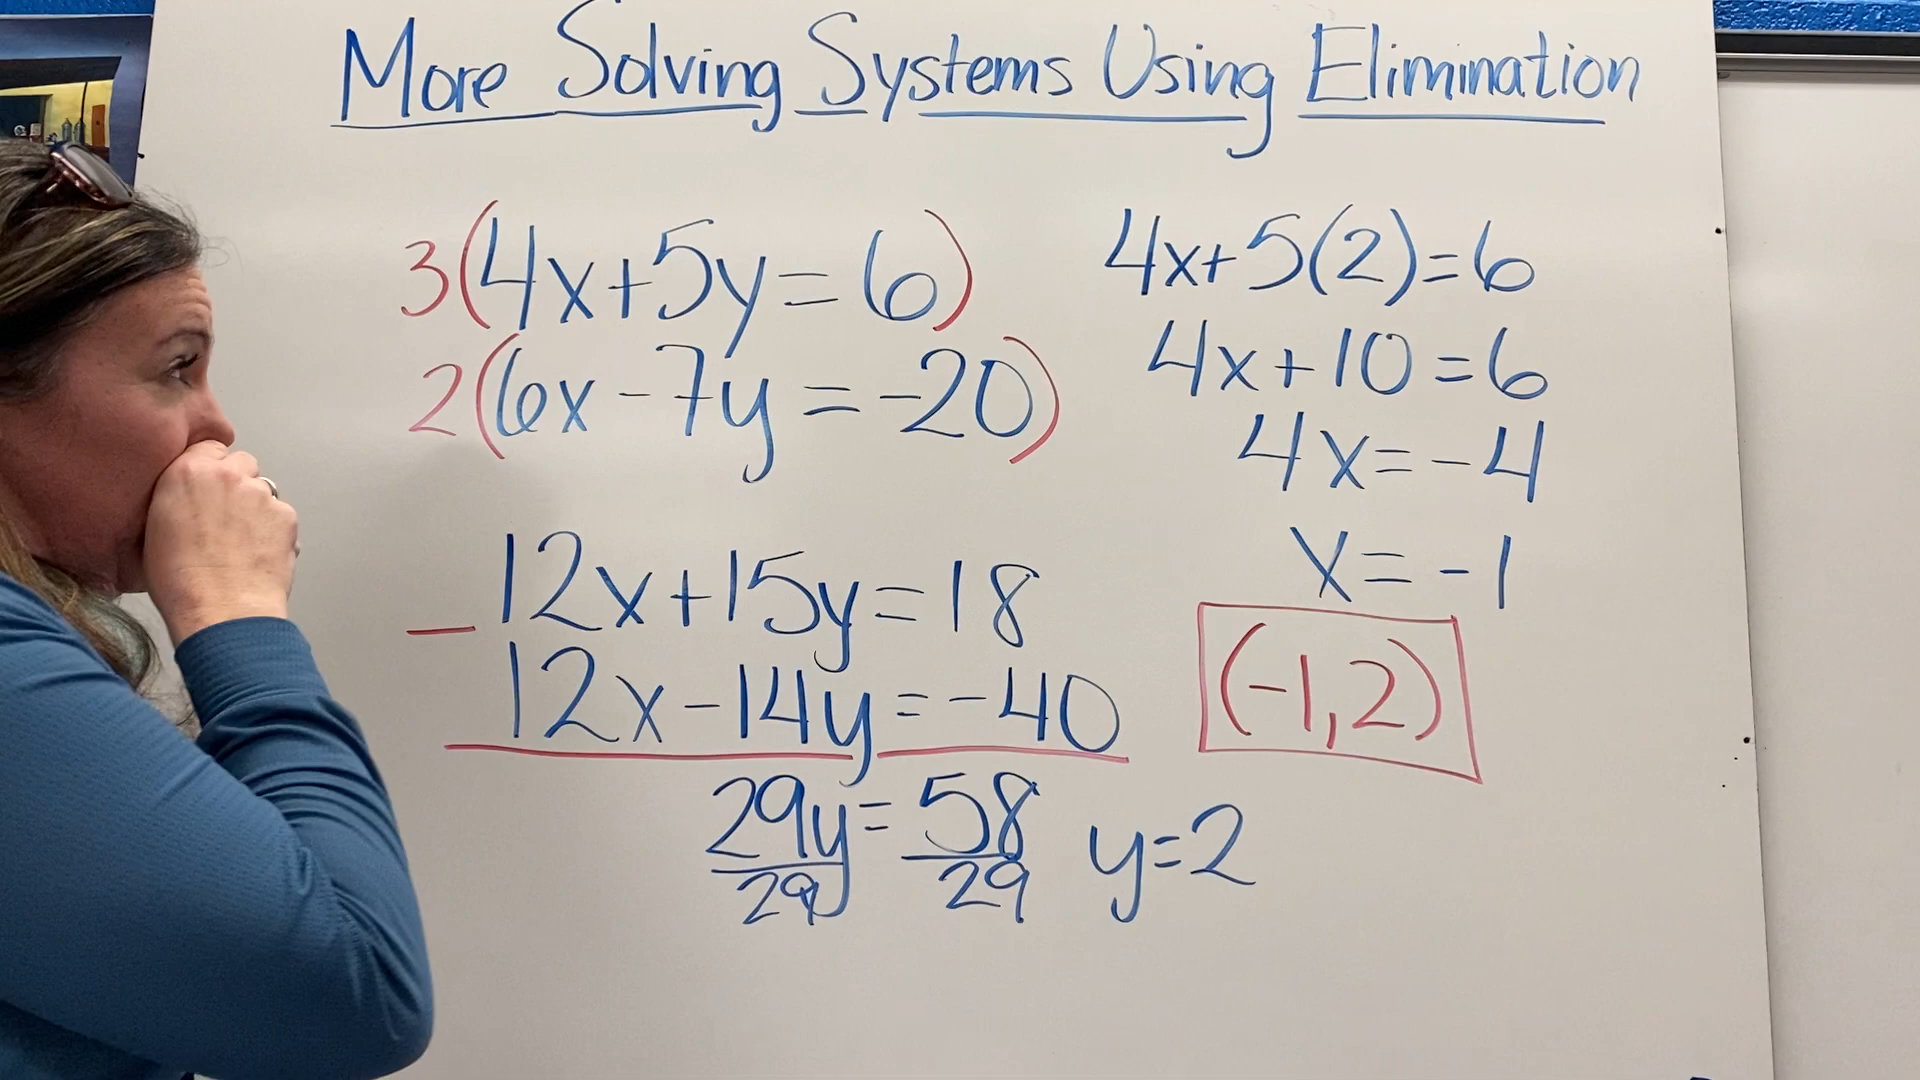 More Solving Systems Using Elimination
3(4x+5y=6)
2(6x-7y=-20)
12x+15y=18
- 12x-14y=-40
29y=58
29 29
y=2
4x+5(2)=6
4x+10=6
4x=-4
x=-1
(-1,2)